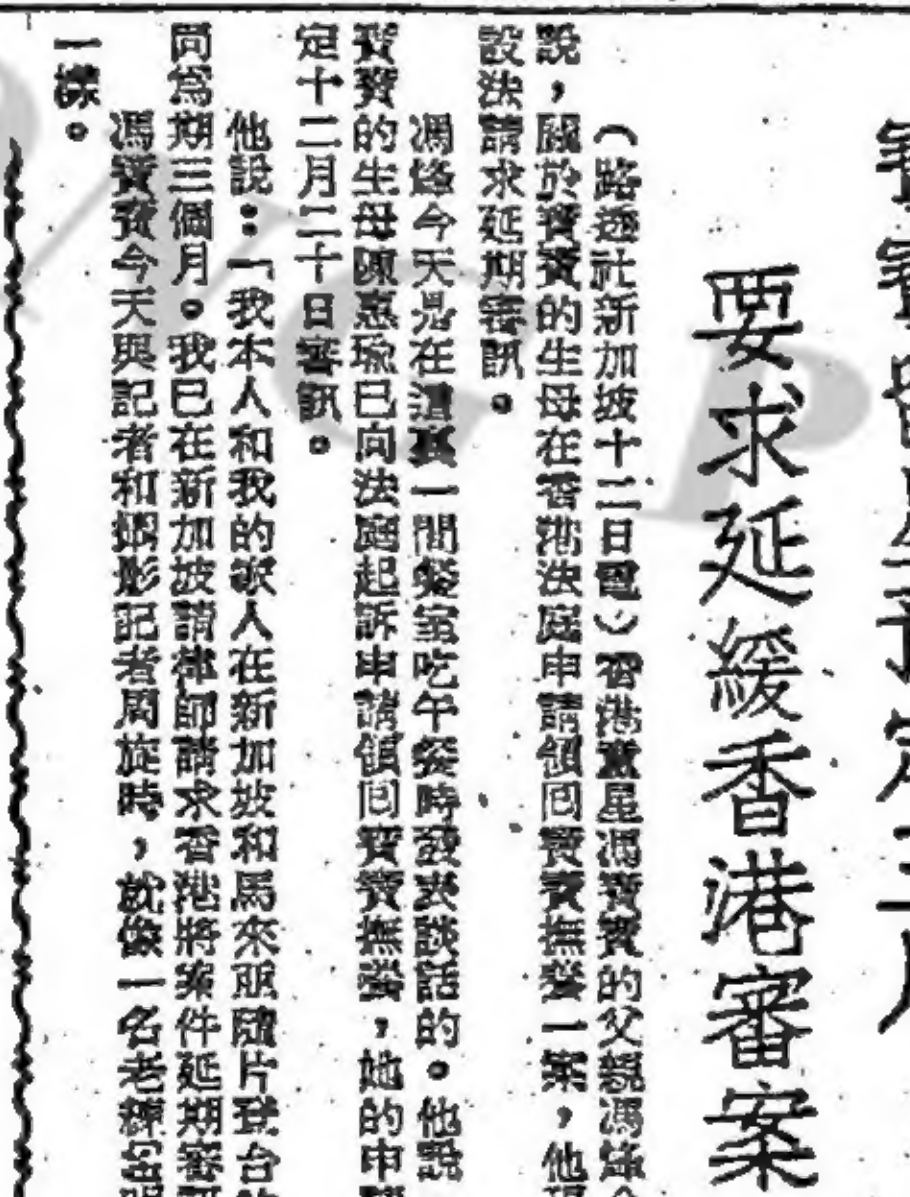 要求延緩香港審案
（路透社新加坡十二日電）香港童星馮寶寶的父親馮峰
說，關於寶寶的生母在香港法庭申請領回寶寶撫養一案，他
設法請求延期審訊。
馮峰今天是在這裏一間餐室吃午餐時發表談話的。他說
寶寶的生母陳惠瑜已向法庭起訴申請領回寶寶撫養，她的申
定十二月二十日審訊。
他說：「我本人和我的家人在新加坡和馬來亞隨片登台
同為期三個月。我已在新加坡請律師請求香港將案件延期審
馮寶寶今天與記者和攝影記者周旋時，就像一名老練
一樣。